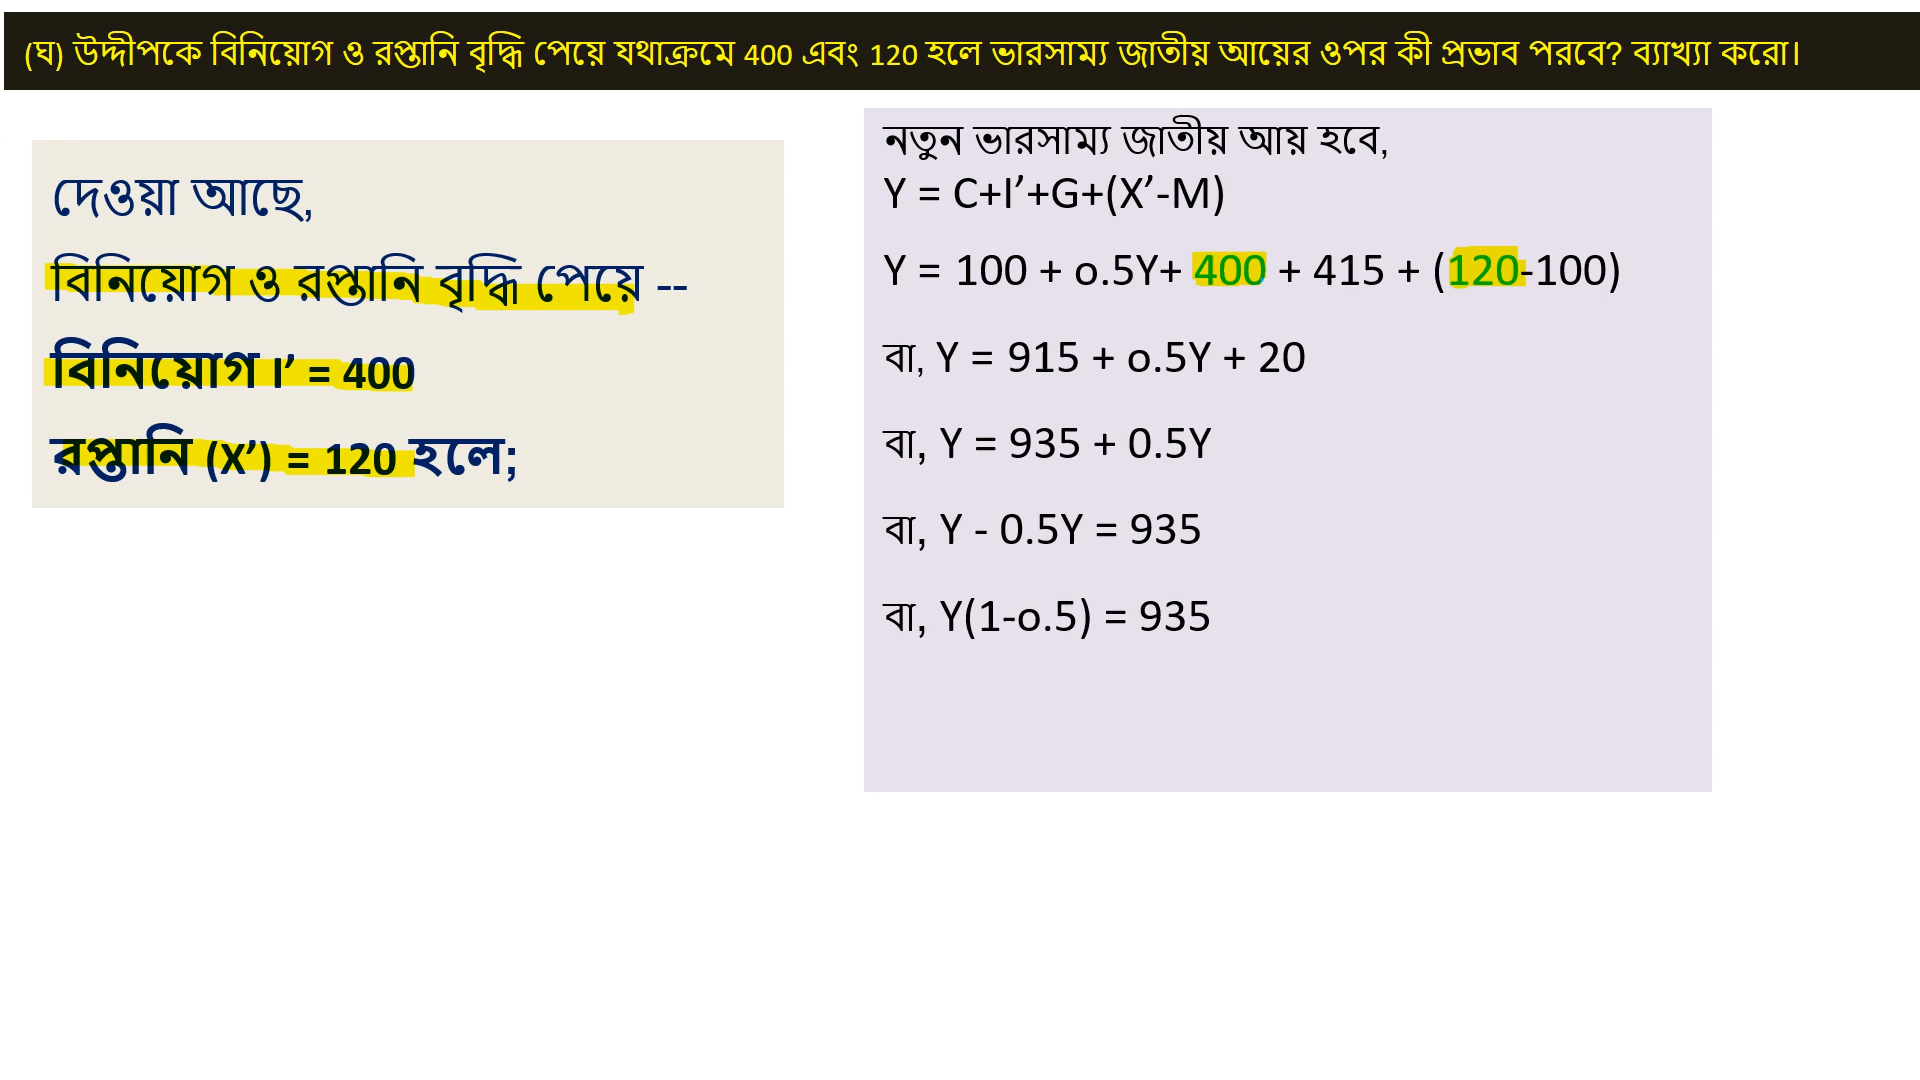 (ঘ) উদ্দীপকে বিনিয়োগ ও রপ্তানি বৃদ্ধি পেয়ে যথাক্রমে 400 এবং 120 হলে ভারসাম্য জাতীয় আয়ের ওপর কী প্রভাব পরবে? ব্যাখ্যা করো।
দেওয়া আছে,
বিনিয়োগ ও রপ্তানি বৃদ্ধি পেয়ে --
বিনিয়োগ।’ = 400
রপ্তানি (X’) = 120 হলে;
নতুন ভারসাম্য জাতীয় আয় হবে,
Y = C+I’+G+(X’-M)
Y = 100 + o.5Y+ 400 + 415 + (120-100)
বা, Y = 915 + o.5Y + 20
বা, Y = 935 + 0.5Y
বা, Y - 0.5Y = 935
বা, Y(1-o.5) = 935